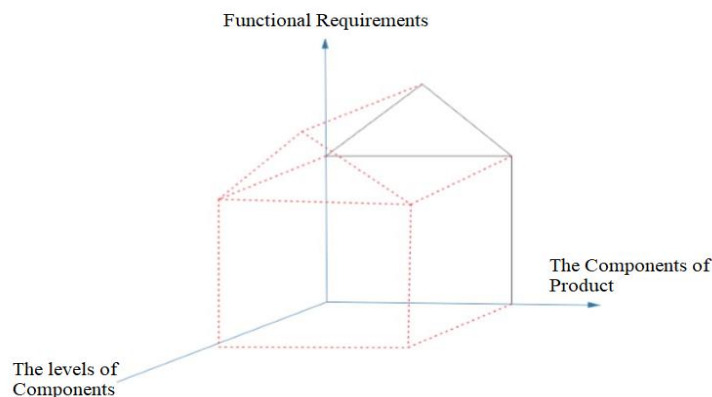 Functional Requirements
The Components of
Product
The levels of
Components